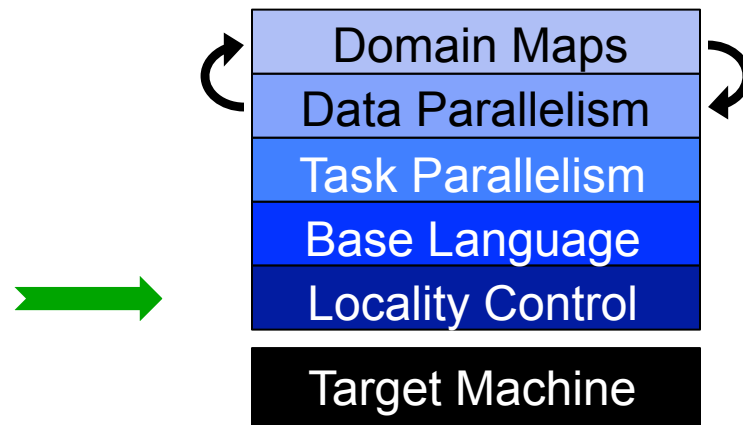 Domain Maps
Data Parallelism
Task Parallelism
Base Language
Locality Control
Target Machine